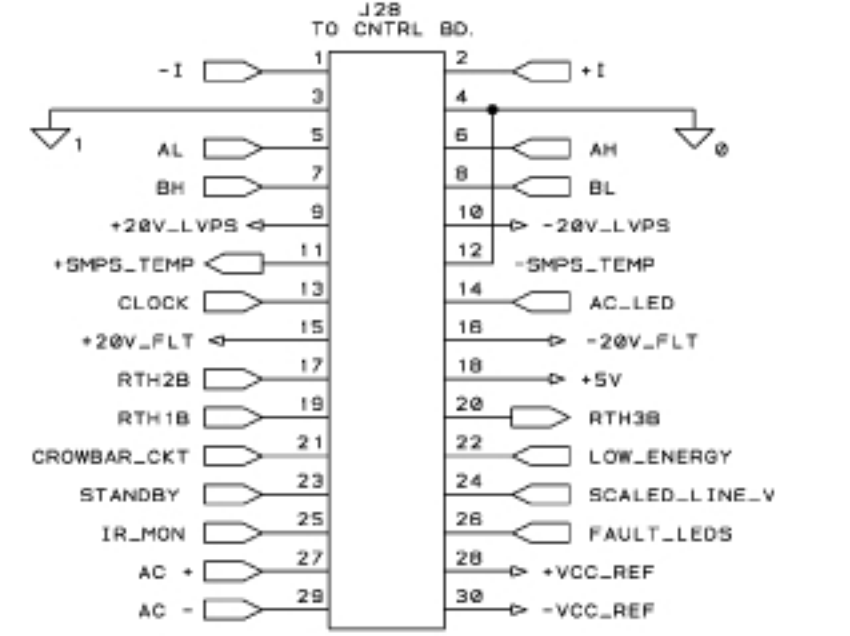 J28
TO CNTRL BD.
-I 1 2 +I
3 4
1 5 6 0
AL AH
BH 7 8 BL
+20V_LVPS 9 10 -20V_LVPS
+SMPS_TEMP 11 12 -SMPS_TEMP
CLOCK 13 14 AC_LED
+20V_FLT 15 16 -20V_FLT
RTH2B 17 18 +5V
RTH1B 19 20 RTH3B
CROWBAR_CKT 21 22 LOW_ENERGY
STANDBY 23 24 SCALED_LINE_V
IR_MON 25 26 FAULT_LEDS
AC + 27 28 +VCC_REF
AC - 29 30 -VCC_REF